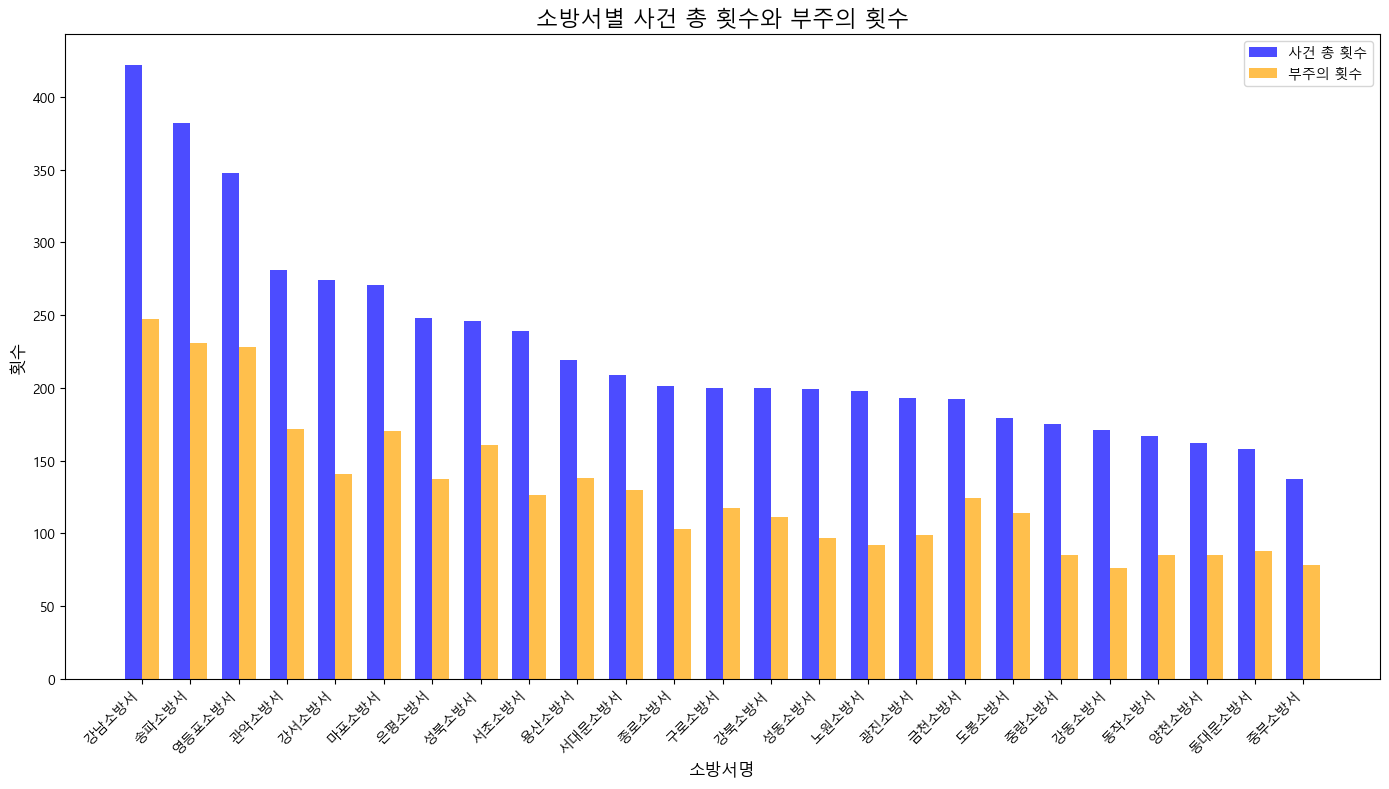 소방서별 사건 총 횟수와 부주의 횟수
사건 총 횟수
부주의 횟수
횟수
400
350
300
250
200
150
100
50
0
강남소방서
송파소방서
영등포소방서
관악소방서
강서소방서
마포소방서
은평소방서
성북소방서
서초소방서
용산소방서
서대문소방서
종로소방서
구로소방서
강북소방서
성동소방서
노원소방서
광진소방서
금천소방서
도봉소방서
중랑소방서
강동소방서
동작소방서
양천소방서
동대문소방서
중부소방서
소방서명